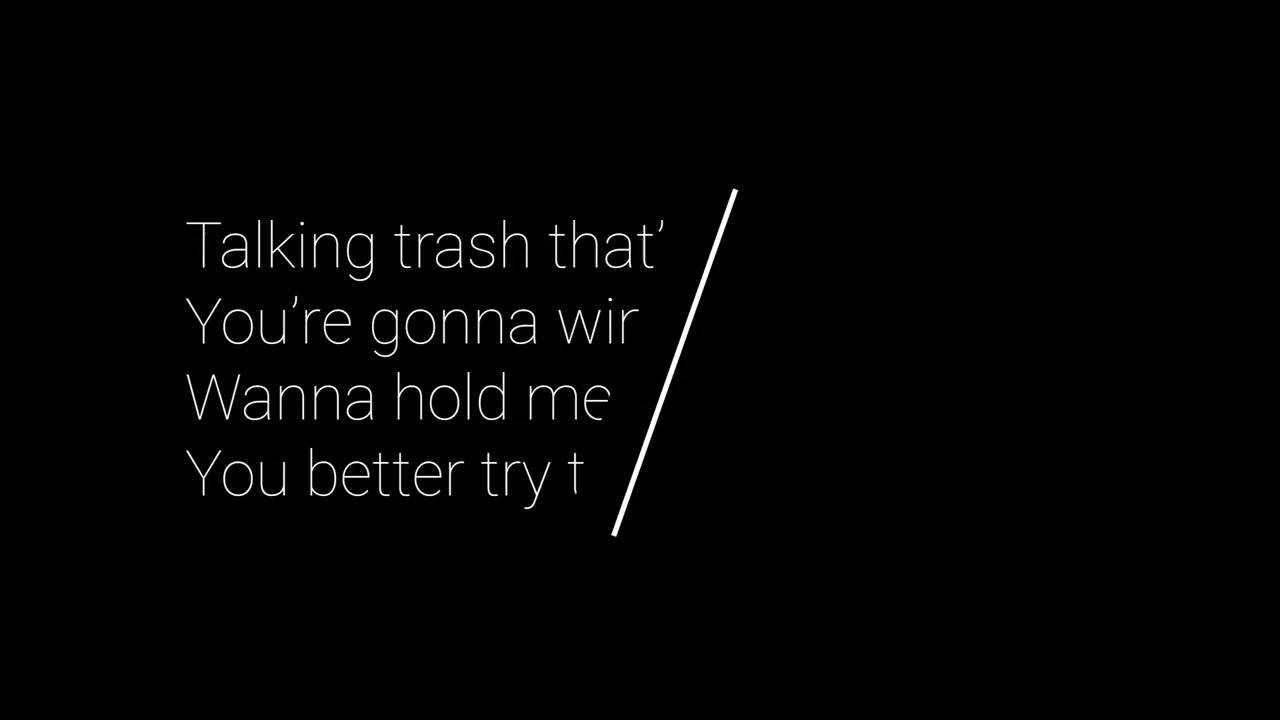 Talking trash that’
You’re gonna wir
Wanna hold me
You better try t